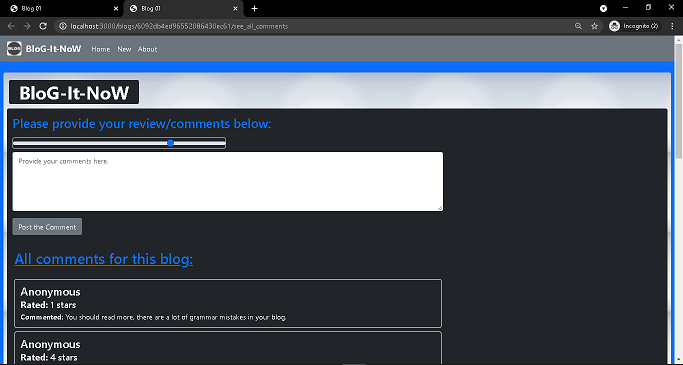 Blog 01
Blog 01
localhost:3000/blogs/6092db4ed96552086430ec61/see_all_comments
Incognito (2)
BLOG
BloG-It-NoW
Home New About
BloG-It-NoW
Please provide your review/comments below:
Provide your comments here.
Post the Comment
All comments for this blog:
Anonymous
Rated: 1 stars
Commented: You should read more, there are a lot of grammar mistakes in your blog.
Anonymous
Rated: 4 stars